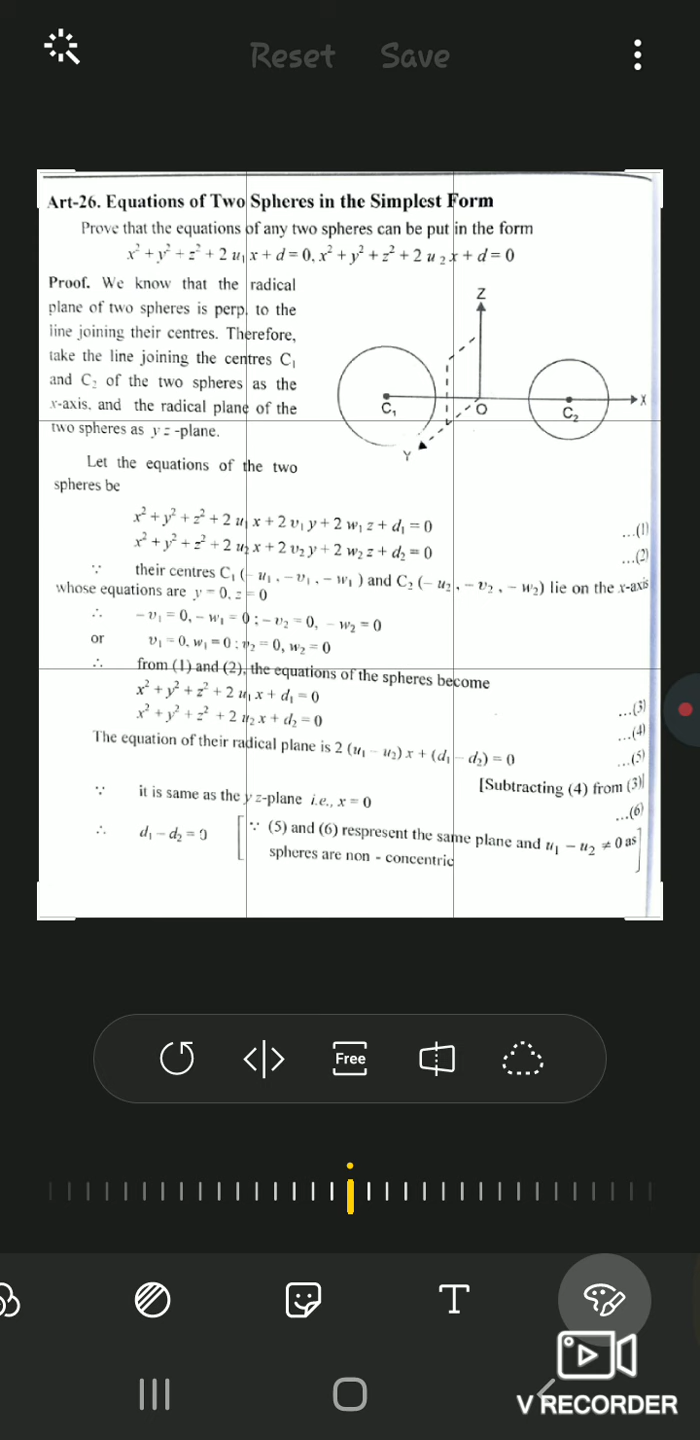 Reset Save
Art-26. Equations of Two Spheres in the Simplest Form
Prove that the equations of any two spheres can be put in the form
x² + y² + z² + 2 u₁ x + d = 0, x² + y² + z² + 2 u ₂ x + d = 0
Proof. We know that the radical
plane of two spheres is perp. to the
line joining their centres. Therefore,
take the line joining the centres C₁
and C₂ of the two spheres as the
x-axis, and the radical plane of the
two spheres as y z -plane.
Z
C₁
O
C₂
X
Y
Let the equations of the two
spheres be
x² + y² + z² + 2 u₁ x + 2 v₁ y + 2 w₁ z + d₁ = 0 ...(1)
x² + y² + z² + 2 u₂ x + 2 v₂ y + 2 w₂ z + d₂ = 0 ...(2)
∵ their centres C₁ (– u₁ , – v₁ , – w₁ ) and C₂ (– u₂ , – v₂ , – w₂) lie on the x-axis
whose equations are y = 0, z = 0
∴ – v₁ = 0, – w₁ = 0 ; – v₂ = 0, – w₂ = 0
or v₁ = 0, w₁ = 0 ; v₂ = 0, w₂ = 0
∴ from (1) and (2), the equations of the spheres become
x² + y² + z² + 2 u₁ x + d₁ = 0 ...(3)
x² + y² + z² + 2 u₂ x + d₂ = 0 ...(4)
The equation of their radical plane is 2 (u₁ – u₂) x + (d₁ – d₂) = 0 ...(5)
[Subtracting (4) from (3)]
∵ it is same as the y z-plane i.e., x = 0 ...(6)
∴ d₁ – d₂ = 0 [∵ (5) and (6) respresent the same plane and u₁ – u₂ ≠ 0 as
spheres are non - concentric]
Free
T
V RECORDER